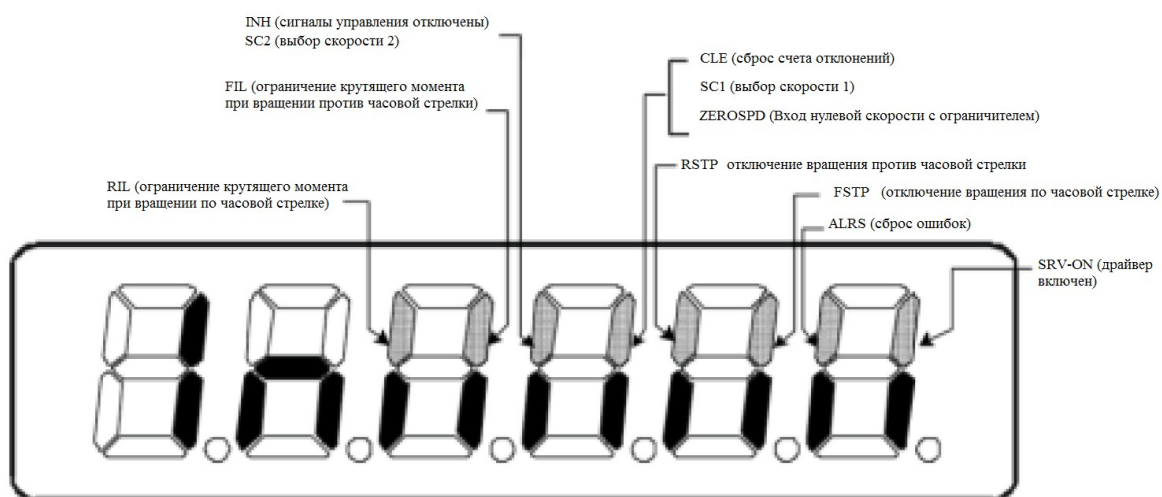 INH (сигналы управления отключены)
SC2 (выбор скорости 2)
CLE (сброс счета отклонений)
SC1 (выбор скорости 1)
ZEROSPD (Вход нулевой скорости с ограничителем)
FIL (ограничение крутящего момента
при вращении против часовой стрелки)
RSTP отключение вращения против часовой стрелки
RIL (ограничение крутящего момента
при вращении по часовой стрелке)
FSTP (отключение вращения по часовой стрелке)
ALRS (сброс ошибок)
SRV-ON (драйвер
включен)